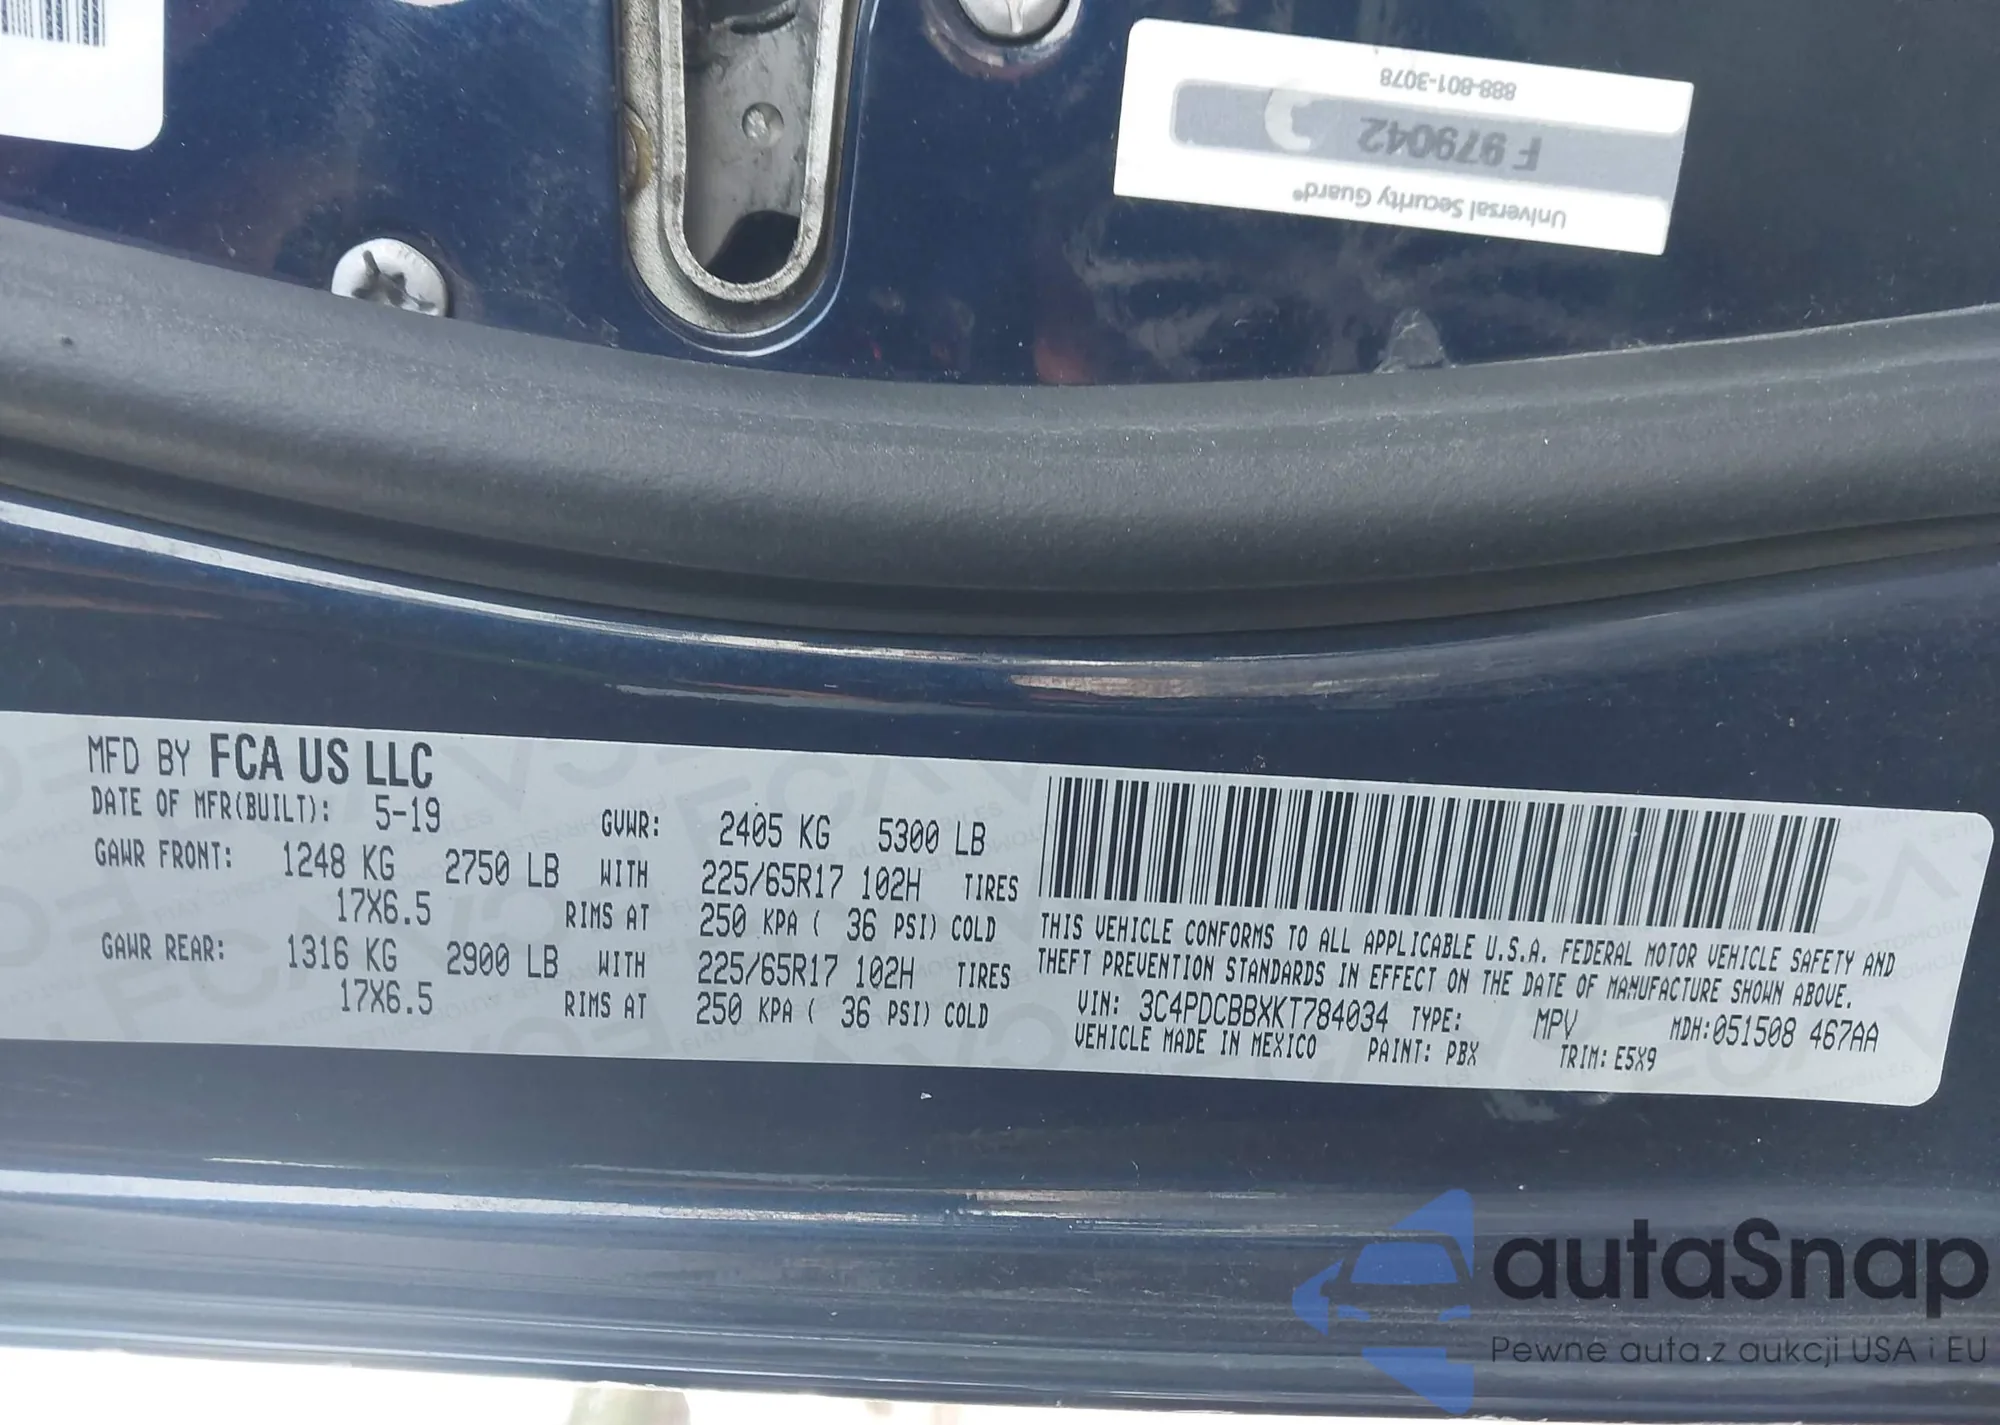 888-801-3078
F 979042
Universal Security Guard®
MFD BY FCA US LLC
DATE OF MFR(BUILT): 5-19 GVWR: 2405 KG 5300 LB
GAWR FRONT: 1248 KG 2750 LB WITH 225/65R17 102H TIRES
17X6.5 RIMS AT 250 KPA ( 36 PSI) COLD
GAWR REAR: 1316 KG 2900 LB WITH 225/65R17 102H TIRES
17X6.5 RIMS AT 250 KPA ( 36 PSI) COLD
THIS VEHICLE CONFORMS TO ALL APPLICABLE U.S.A. FEDERAL MOTOR VEHICLE SAFETY AND
THEFT PREVENTION STANDARDS IN EFFECT ON THE DATE OF MANUFACTURE SHOWN ABOVE.
VIN: 3C4PDCBBXKT784034 TYPE: MPV MDH:051508 467AA
VEHICLE MADE IN MEXICO PAINT: PBX TRIM: E5X9
autaSnap
Pewne auta z aukcji USA i EU